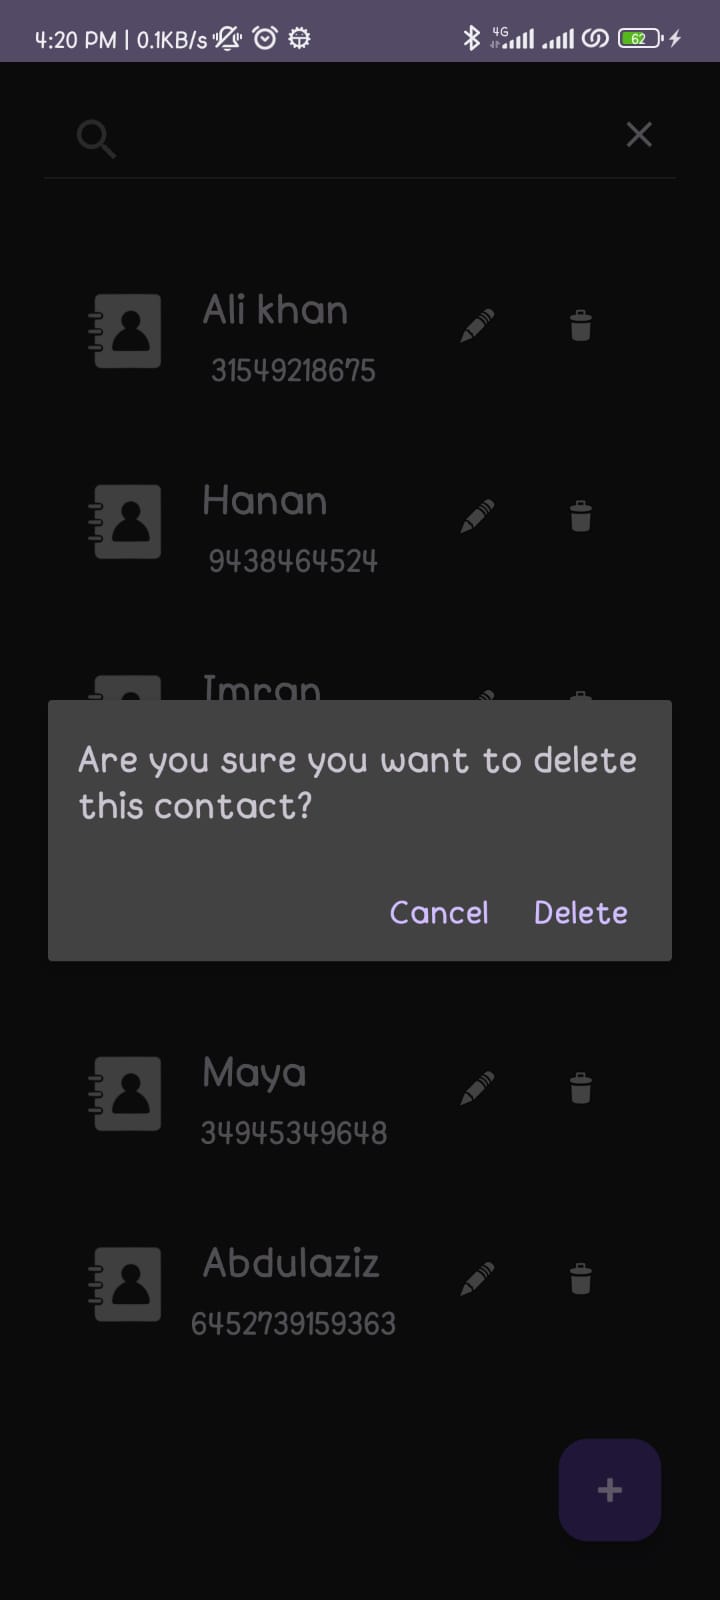 4:20 PM | 0.1KB/s 4G 62
Ali khan
31549218675
Hanan
9438464524
Imran
Are you sure you want to delete
this contact?
Cancel Delete
Maya
34945349648
Abdulaziz
6452739159363
+